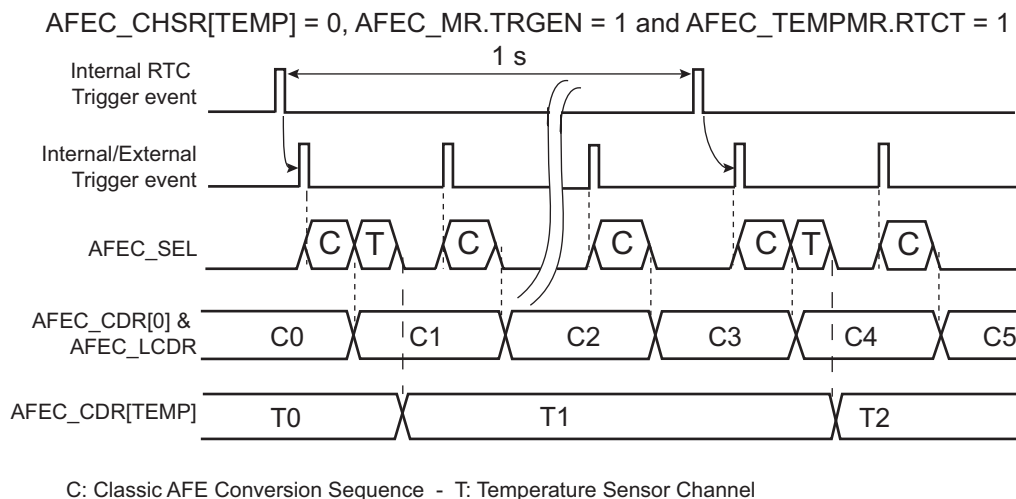 AFEC_CHSR[TEMP] = 0, AFEC_MR.TRGEN = 1 and AFEC_TEMPMR.RTCT = 1
1 s
Internal RTC
Trigger event
Internal/External
Trigger event
AFEC_SEL
C T C C C T C
AFEC_CDR[0] &
AFEC_LCDR
C0 C1 C2 C3 C4 C5
AFEC_CDR[TEMP]
T0 T1 T2
C: Classic AFE Conversion Sequence - T: Temperature Sensor Channel